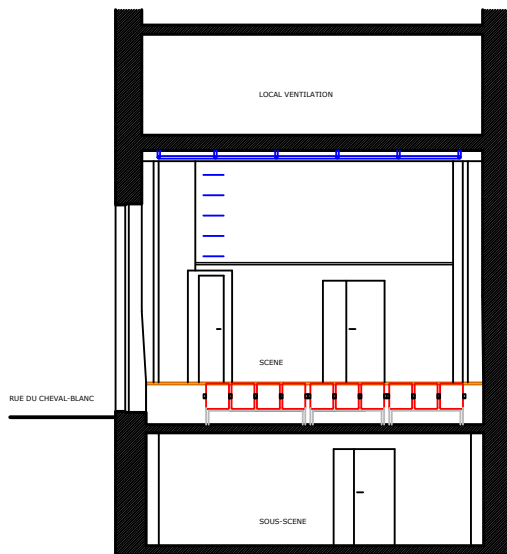 LOCAL VENTILATION
SCENE
RUE DU CHEVAL-BLANC
SOUS-SCENE